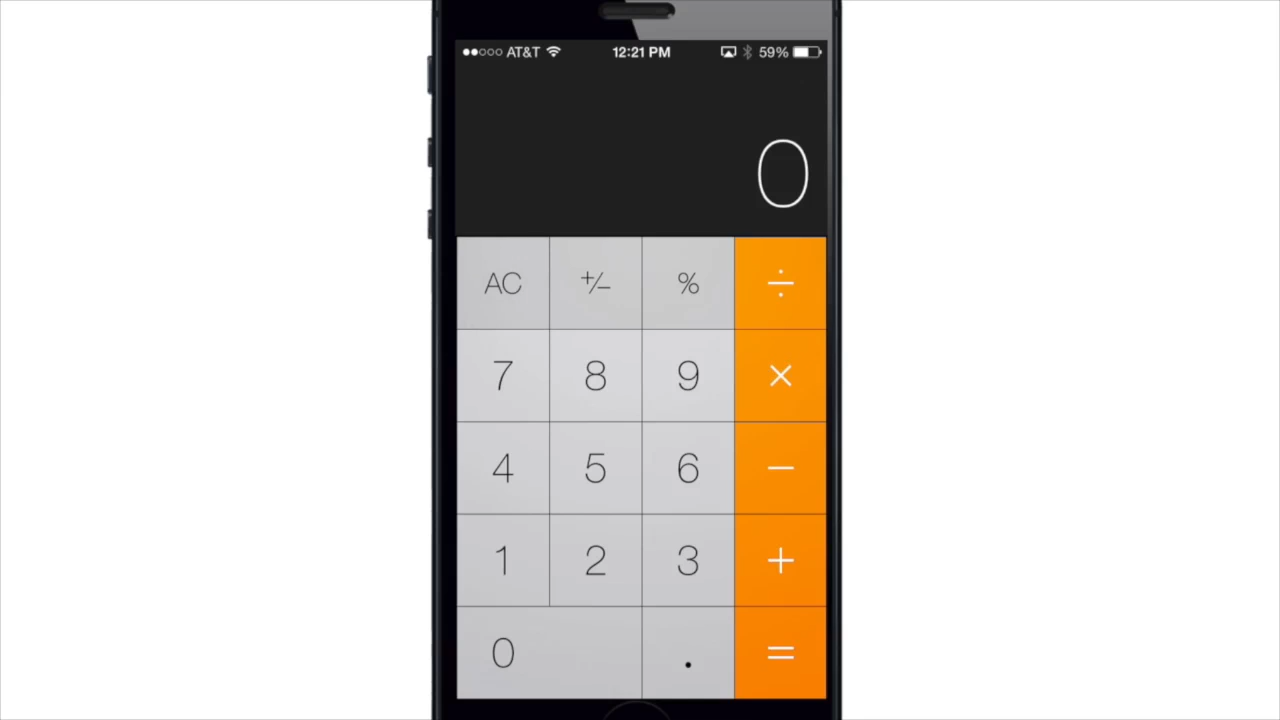 AT&T 12:21 PM 59%
0
AC +/− % ÷
7 8 9 ×
4 5 6 −
1 2 3 +
0 . =